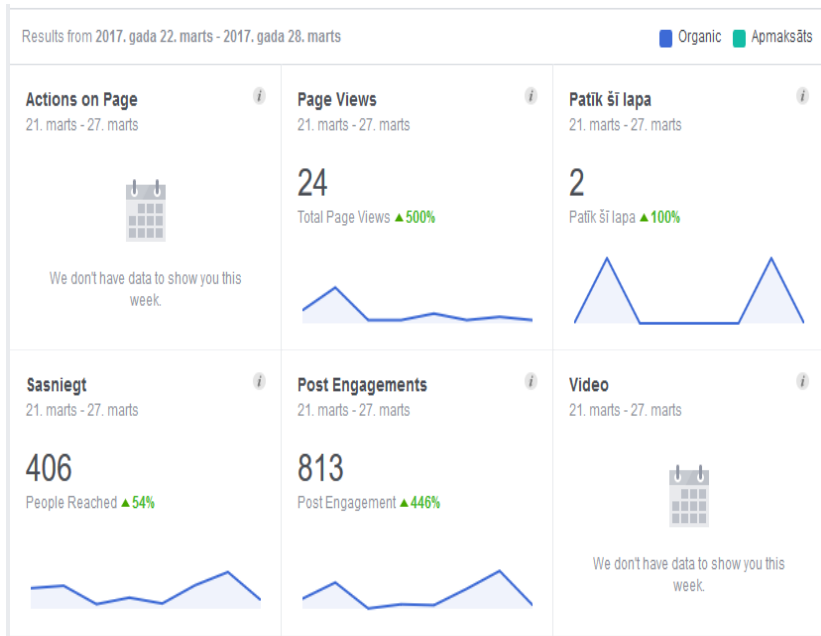 Results from 2017. gada 22. marts - 2017. gada 28. marts
Organic Apmaksāts
Actions on Page
21. marts - 27. marts
We don't have data to show you this
week.
Page Views
21. marts - 27. marts
24
Total Page Views ▲500%
Patīk šī lapa
21. marts - 27. marts
2
Patīk šī lapa ▲100%
Sasniegt
21. marts - 27. marts
406
People Reached ▲54%
Post Engagements
21. marts - 27. marts
813
Post Engagement ▲446%
Video
21. marts - 27. marts
We don't have data to show you this
week.